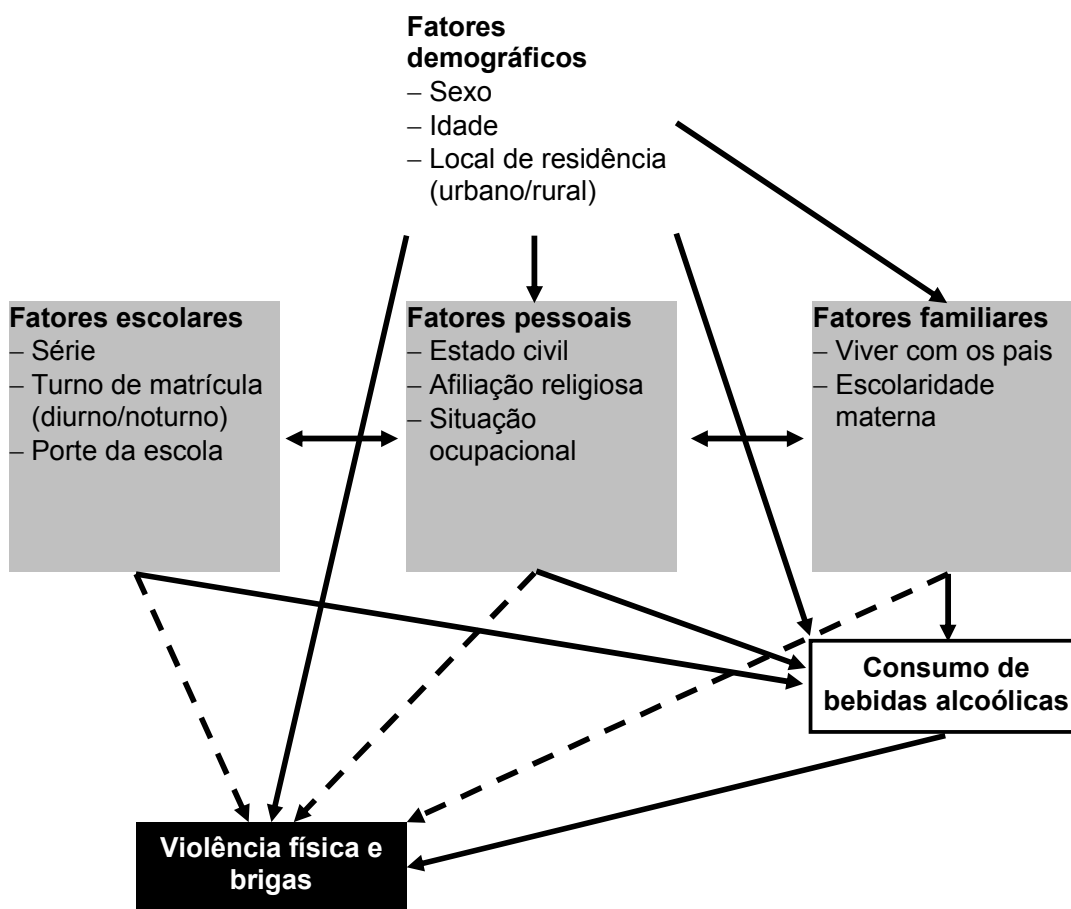 Fatores
demográficos
– Sexo
– Idade
– Local de residência
(urbano/rural)
Fatores escolares
– Série
– Turno de matrícula
(diurno/noturno)
– Porte da escola
Fatores pessoais
– Estado civil
– Afiliação religiosa
– Situação
ocupacional
Fatores familiares
– Viver com os pais
– Escolaridade
materna
Consumo de
bebidas alcoólicas
Violência física e
brigas